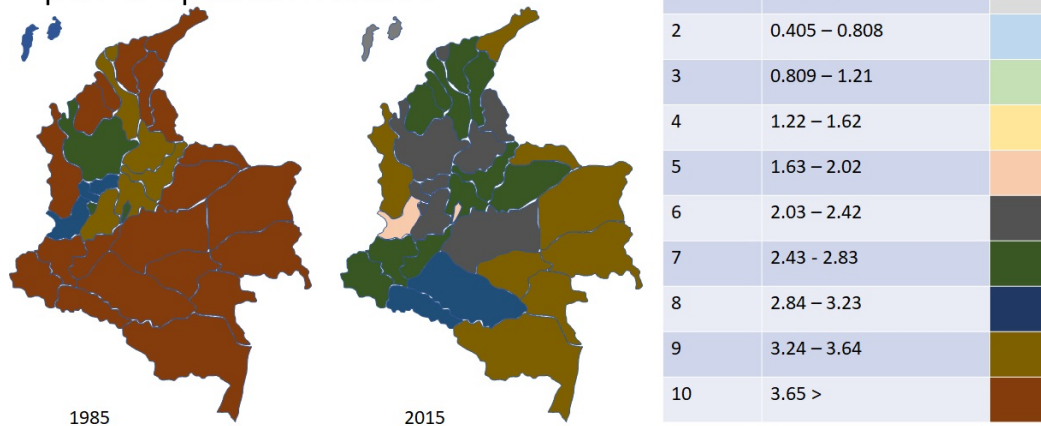 2 0.405 – 0.808
3 0.809 – 1.21
4 1.22 – 1.62
5 1.63 – 2.02
6 2.03 – 2.42
7 2.43 - 2.83
8 2.84 – 3.23
9 3.24 – 3.64
10 3.65 >
1985 2015